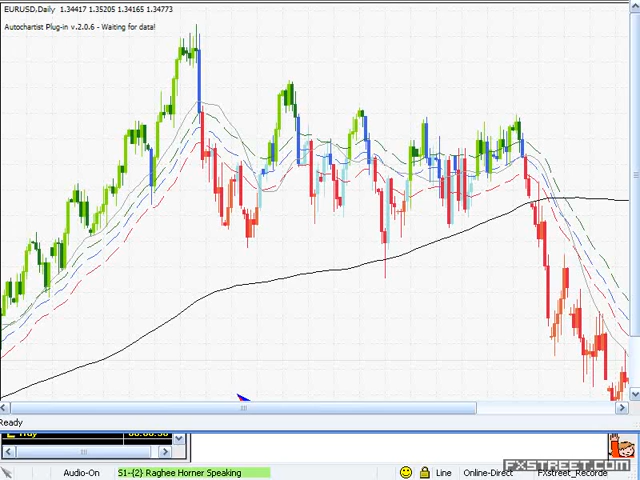 EURUSD,Daily 1.34417 1.35205 1.34165 1.34773
Autochartist Plug-in v.2.0.6 - Waiting for data!
Ready
Audio-On
S1-{2} Raghee Horner Speaking
Line
Online-Direct
Fxstreet_Recorde
FXSTREET.COM